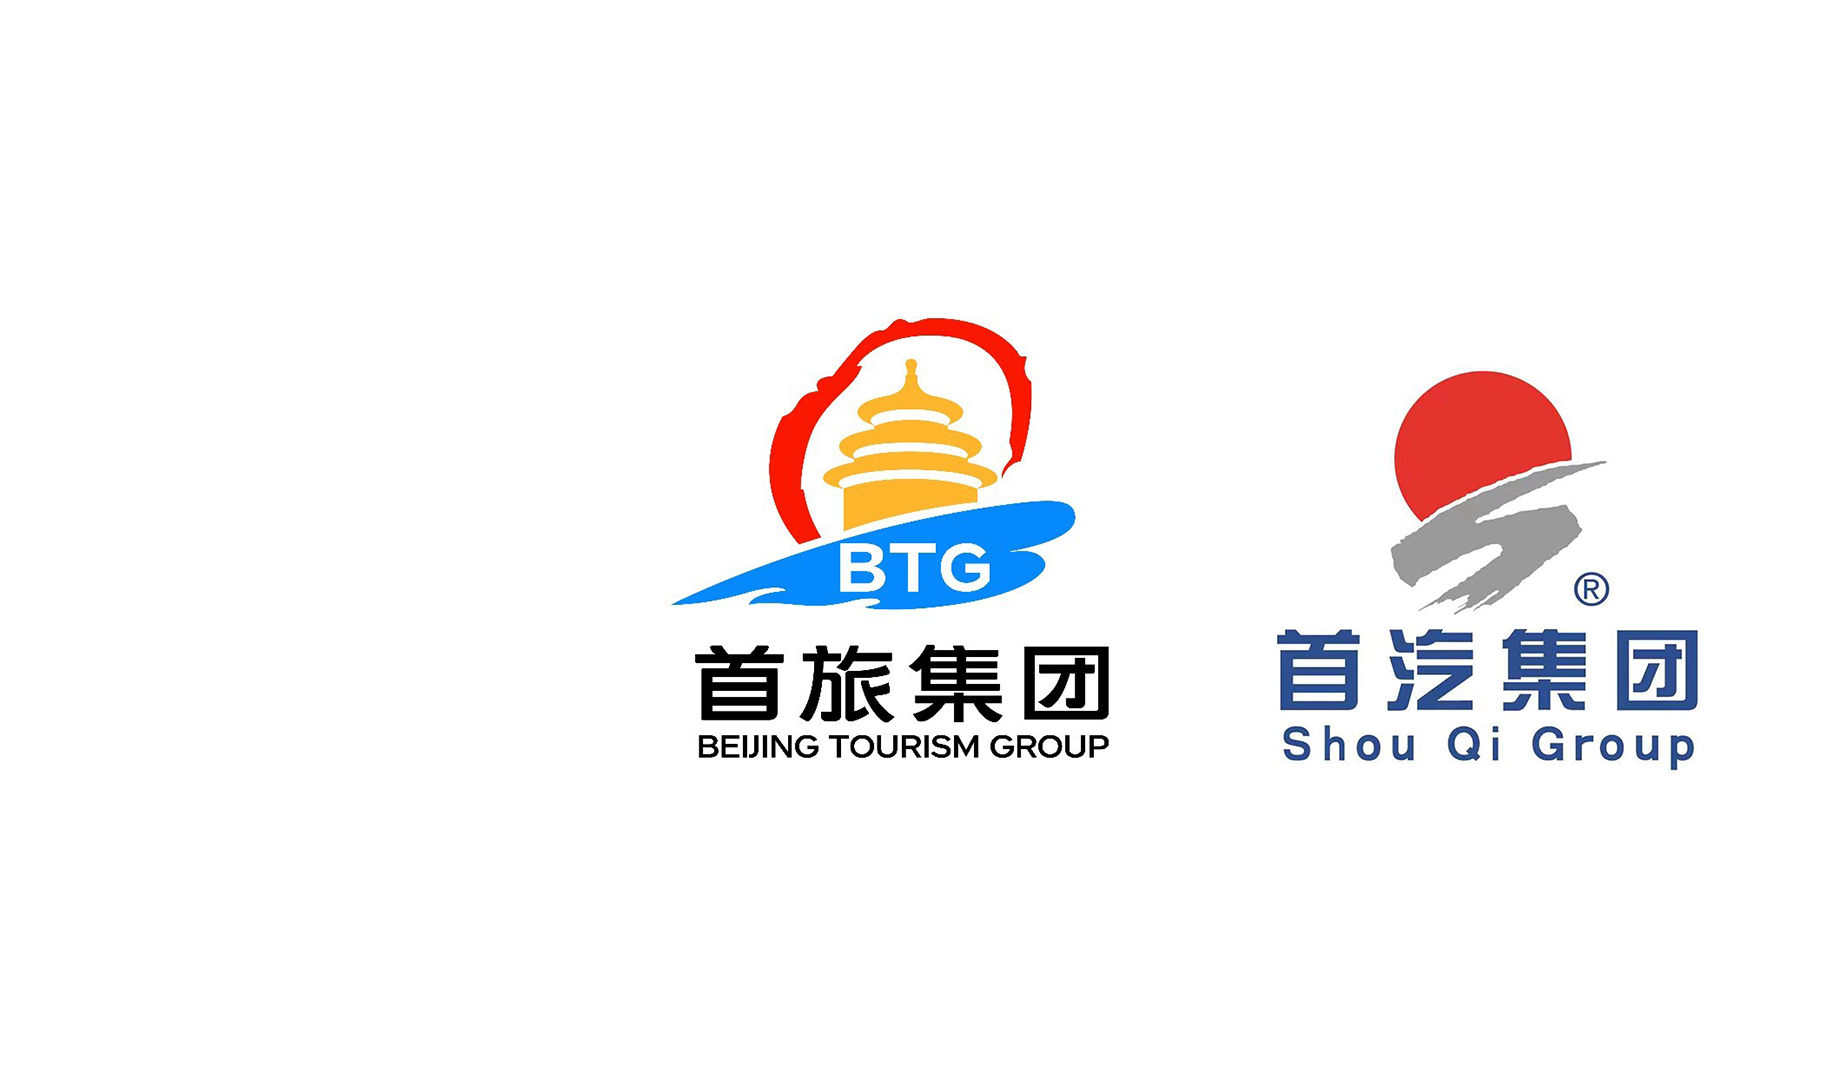 BTG
首旅集团
BEIJING TOURISM GROUP
®
首汽集团
Shou Qi Group